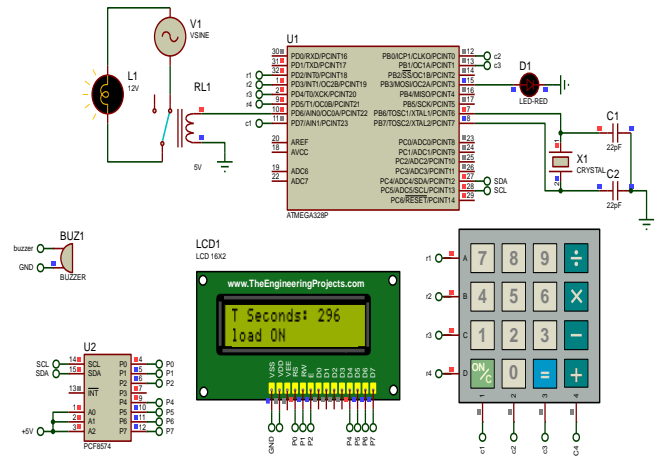 V1
VSINE
L1
12V
RL1
5V
U1
30 PD0/RXD/PCINT16
31 PD1/TXD/PCINT17
r1 32 PD2/INT0/PCINT18
r2 1 PD3/INT1/OC2B/PCINT19
r3 2 PD4/T0/XCK/PCINT20
r4 9 PD5/T1/OC0B/PCINT21
10 PD6/AIN0/OC0A/PCINT22
c1 11 PD7/AIN1/PCINT23
20 AREF
18 AVCC
19 ADC6
22 ADC7
PB0/ICP1/CLKO/PCINT0 12 c2
PB1/OC1A/PCINT1 13 c3
PB2/SS/OC1B/PCINT2 14
PB3/MOSI/OC2A/PCINT3 15
PB4/MISO/PCINT4 16
PB5/SCK/PCINT5 17
PB6/TOSC1/XTAL1/PCINT6 7
PB7/TOSC2/XTAL2/PCINT7 8
PC0/ADC0/PCINT8 23
PC1/ADC1/PCINT9 24
PC2/ADC2/PCINT10 25
PC3/ADC3/PCINT11 26
PC4/ADC4/SDA/PCINT12 27 SDA
PC5/ADC5/SCL/PCINT13 28 SCL
PC6/RESET/PCINT14 29
ATMEGA328P
D1
LED-RED
C1
22pF
X1
CRYSTAL
1
2
C2
22pF
BUZ1
buzzer
GND
BUZZER
LCD1
LCD 16X2
www.TheEngineeringProjects.com
T Seconds: 296
load ON
VSS VDD VEE RS RW E D0 D1 D2 D3 D4 D5 D6 D7
GND P0 P1 P2 P4 P5 P6 P7
U2
SCL 14 SCL P0 4 P0
SDA 15 SDA P1 5 P1
P2 6 P2
13 INT P3 7
P4 9 P4
1 A0 P5 10 P5
2 A1 P6 11 P6
+5V 3 A2 P7 12 P7
PCF8574
r1 A 7 8 9 ÷
r2 B 4 5 6 ×
r3 C 1 2 3 −
r4 D ON/C 0 = +
1 2 3 4
c1 c2 c3 C4